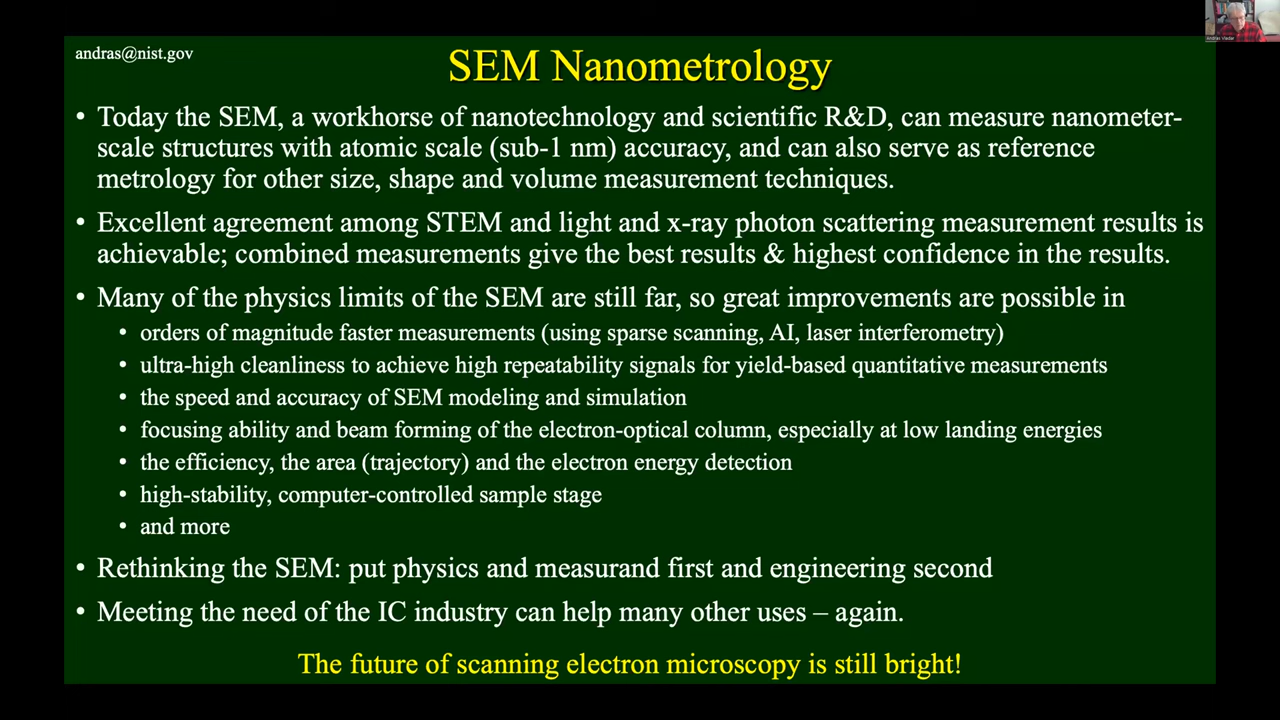 andras@nist.gov
SEM Nanometrology
• Today the SEM, a workhorse of nanotechnology and scientific R&D, can measure nanometer-
scale structures with atomic scale (sub-1 nm) accuracy, and can also serve as reference
metrology for other size, shape and volume measurement techniques.
• Excellent agreement among STEM and light and x-ray photon scattering measurement results is
achievable; combined measurements give the best results & highest confidence in the results.
• Many of the physics limits of the SEM are still far, so great improvements are possible in
• orders of magnitude faster measurements (using sparse scanning, AI, laser interferometry)
• ultra-high cleanliness to achieve high repeatability signals for yield-based quantitative measurements
• the speed and accuracy of SEM modeling and simulation
• focusing ability and beam forming of the electron-optical column, especially at low landing energies
• the efficiency, the area (trajectory) and the electron energy detection
• high-stability, computer-controlled sample stage
• and more
• Rethinking the SEM: put physics and measurand first and engineering second
• Meeting the need of the IC industry can help many other uses – again.
The future of scanning electron microscopy is still bright!